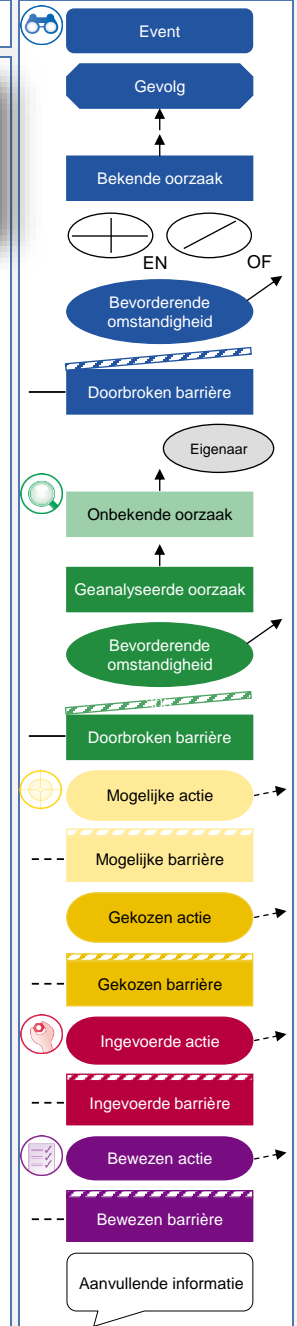 Event
Gevolg
Bekende oorzaak
EN
OF
Bevorderende
omstandigheid
Doorbroken barrière
Eigenaar
Onbekende oorzaak
Geanalyseerde oorzaak
Bevorderende
omstandigheid
Doorbroken barrière
Mogelijke actie
Mogelijke barrière
Gekozen actie
Gekozen barrière
Ingevoerde actie
Ingevoerde barrière
Bewezen actie
Bewezen barrière
Aanvullende informatie